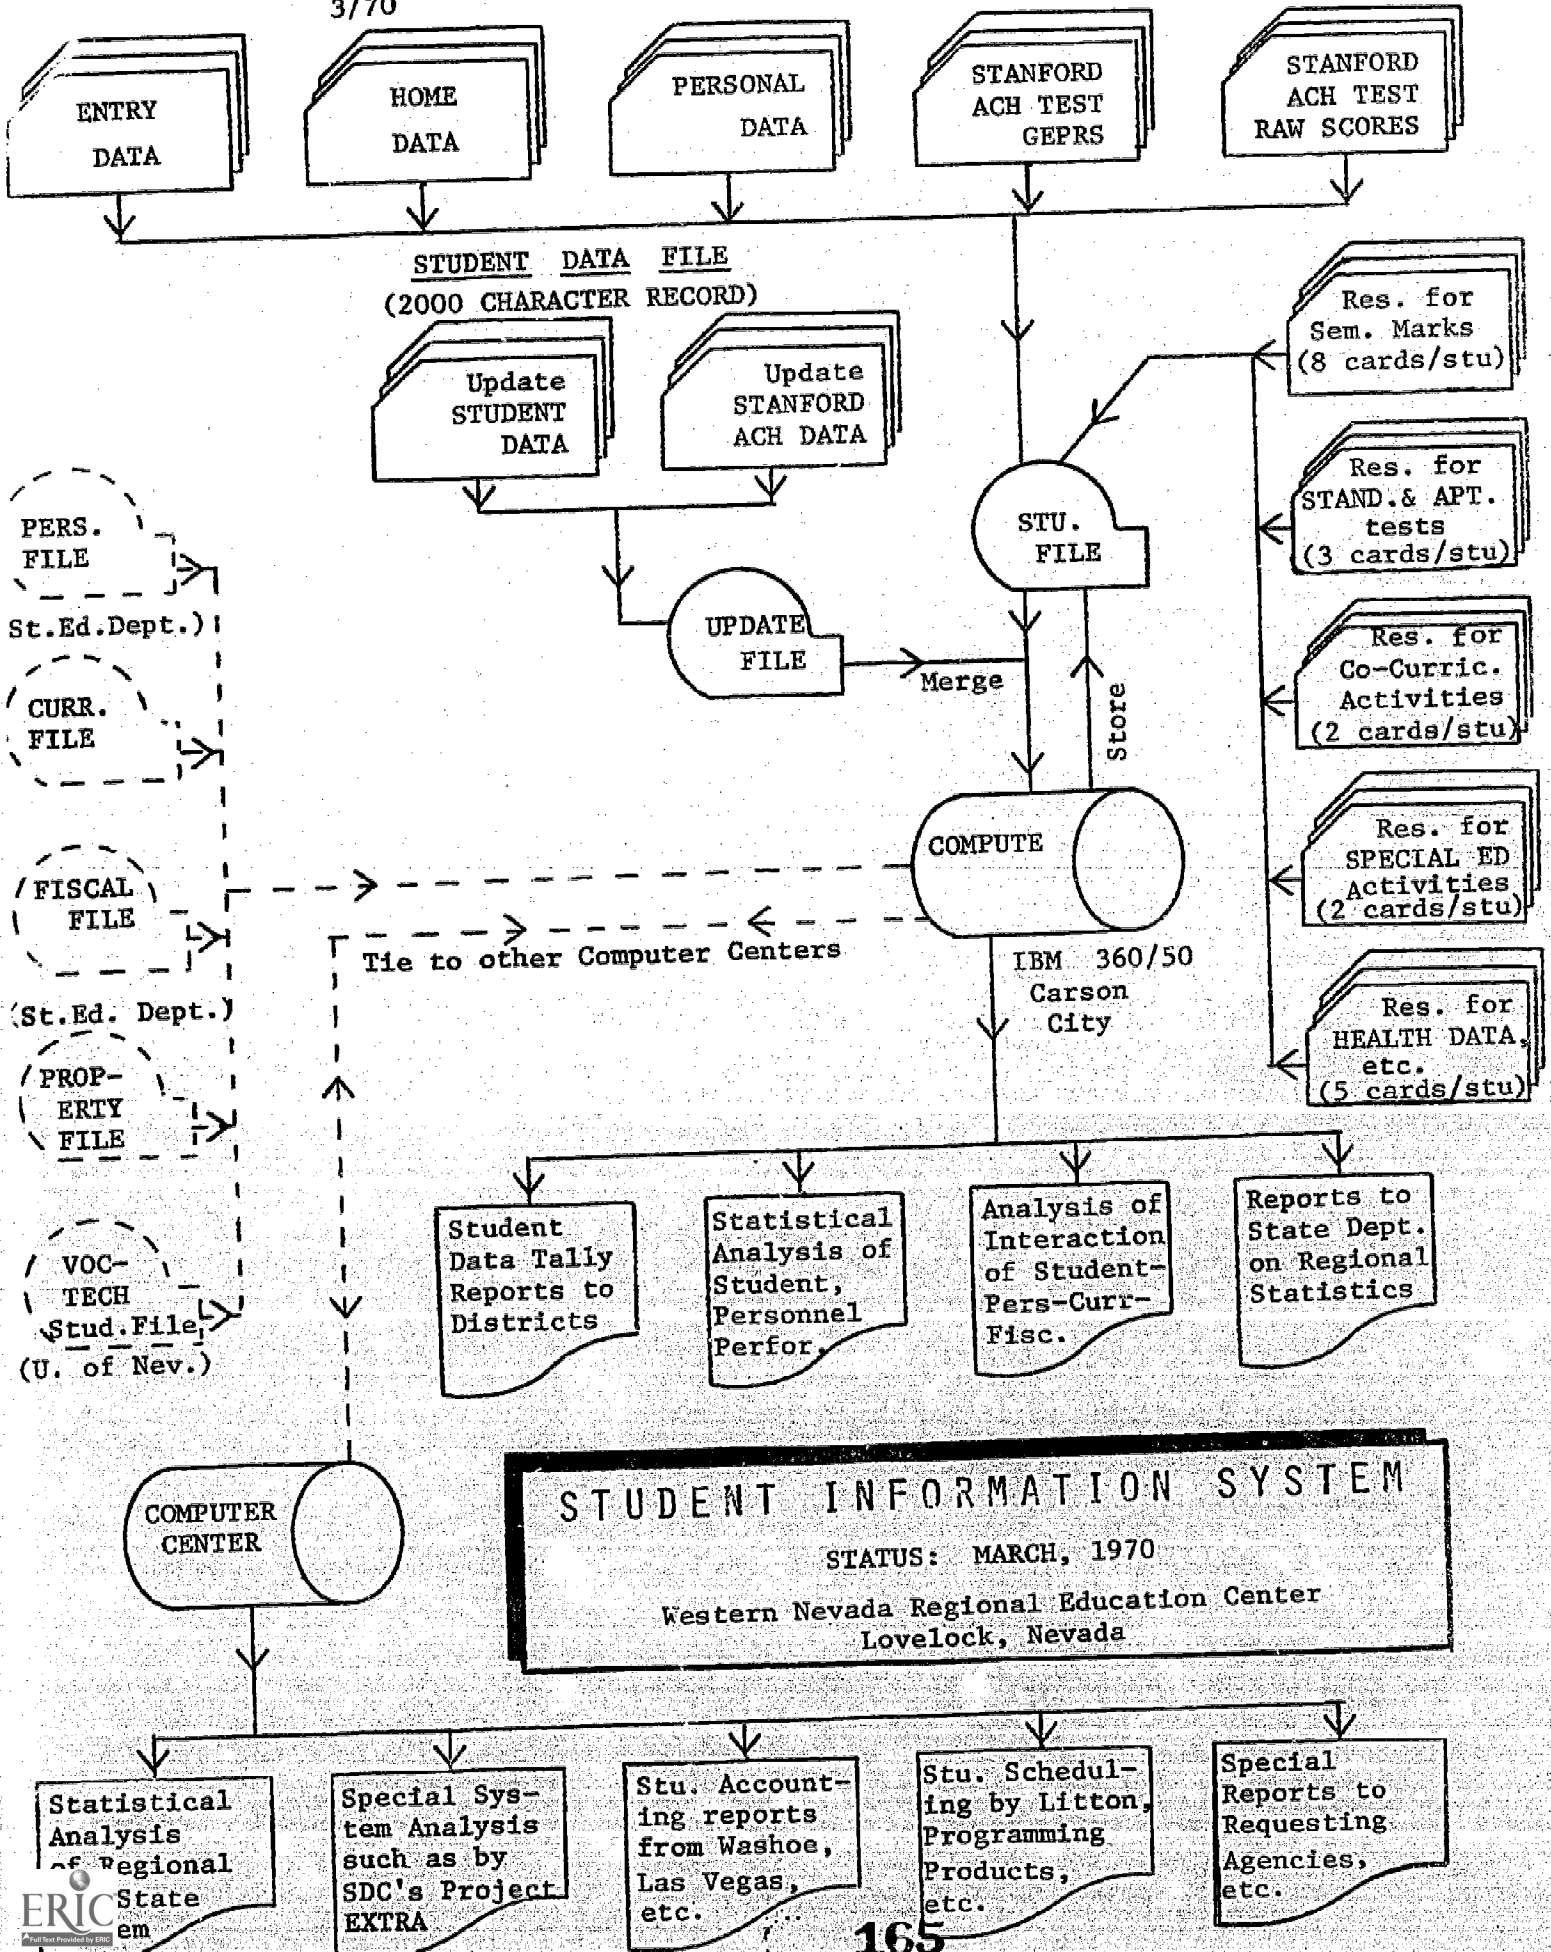 3/70
ENTRY
DATA
HOME
DATA
PERSONAL
DATA
STANFORD
ACH TEST
GEPRS
STANFORD
ACH TEST
RAW SCORES
STUDENT DATA FILE
(2000 CHARACTER RECORD)
Update
STUDENT
DATA
Update
STANFORD
ACH DATA
Res. for
Sem. Marks
(8 cards/stu)
Res. for
STAND.& APT.
tests
(3 cards/stu)
Res. for
Co-Curric.
Activities
(2 cards/stu)
Res. for
SPECIAL ED
Activities
(2 cards/stu)
Res. for
HEALTH DATA,
etc.
(5 cards/stu)
STU.
FILE
UPDATE
FILE
Merge
Store
PERS.
FILE
St.Ed.Dept.)
CURR.
FILE
FISCAL
FILE
(St.Ed. Dept.)
PROP-
ERTY
FILE
VOC-
TECH
Stud.File
(U. of Nev.)
COMPUTE
Tie to other Computer Centers
IBM 360/50
Carson
City
Student
Data Tally
Reports to
Districts
Statistical
Analysis of
Student,
Personnel
Perfor.
Analysis of
Interaction
of Student-
Pers-Curr-
Fisc.
Reports to
State Dept.
on Regional
Statistics
COMPUTER
CENTER
STUDENT INFORMATION SYSTEM
STATUS: MARCH, 1970
Western Nevada Regional Education Center
Lovelock, Nevada
Statistical
Analysis
of Regional
State
em
Special Sys-
tem Analysis
such as by
SDC's Project
EXTRA
Stu. Account-
ing reports
from Washoe,
Las Vegas,
etc.
Stu. Schedul-
ing by Litton,
Programming
Products,
etc.
Special
Reports to
Requesting
Agencies,
etc.
ERIC
Full Text Provided by ERIC
165